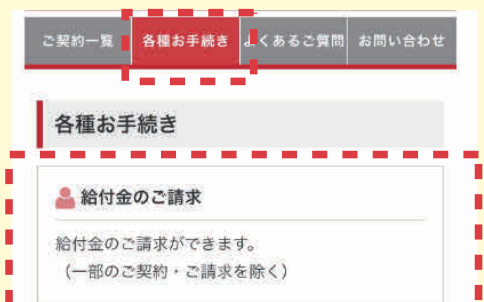 ご契約一覧 各種お手続き よくあるご質問 お問い合わせ
各種お手続き
給付金のご請求
給付金のご請求ができます。
（一部のご契約・ご請求を除く）